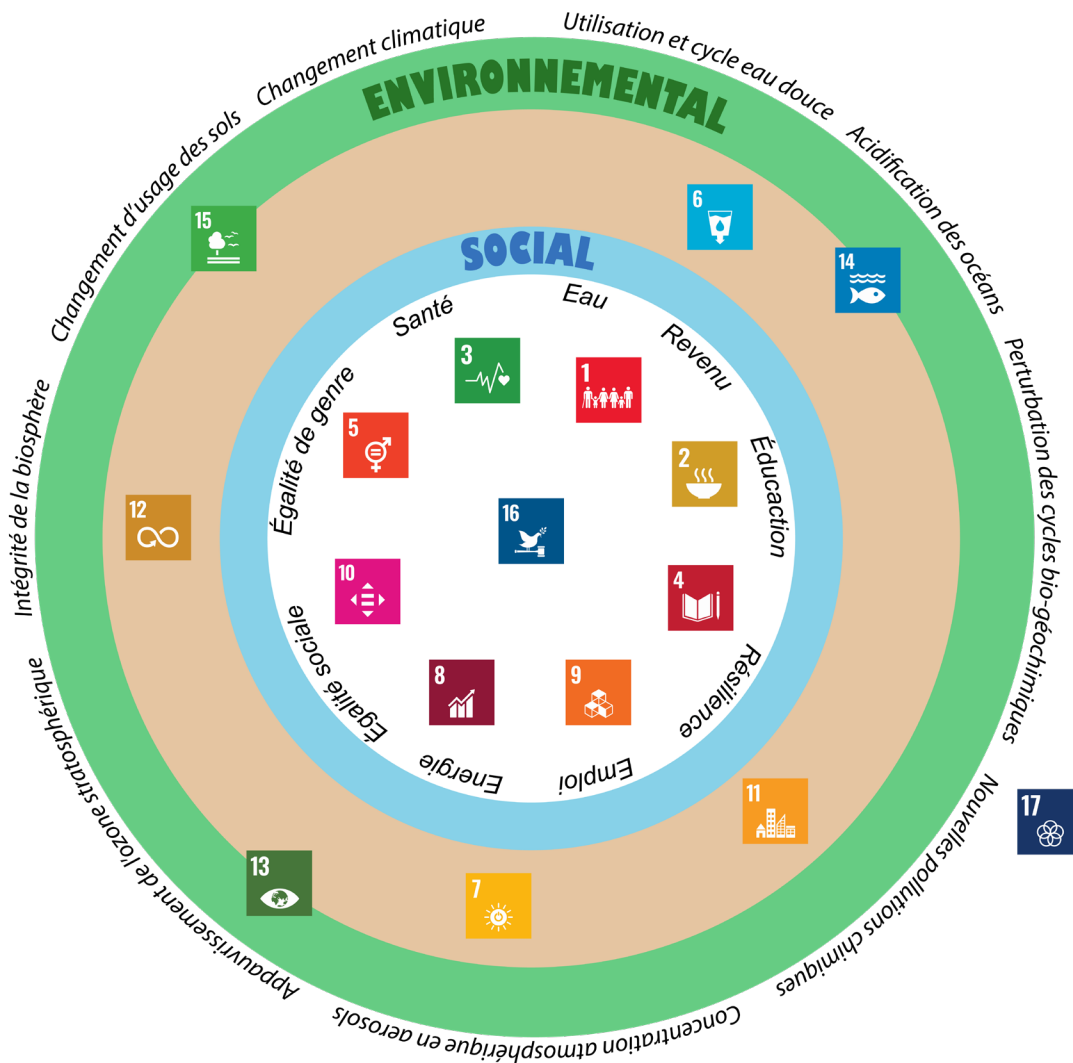 Changement climatique
Utilisation et cycle eau douce
Acidification des océans
Perturbation des cycles bio-géochimiques
Nouvelles pollutions chimiques
Concentration atmosphérique en aerosols
Appauvrissement de l'ozone stratosphérique
Intégrité de la biosphère
Changement d'usage des sols
ENVIRONNEMENTAL
SOCIAL
Santé
Eau
Revenu
Éducaction
Résilience
Emploi
Energie
Égalité sociale
Égalité de genre
15
6
14
3
1
5
2
12
16
10
4
8
9
11
17
13
7